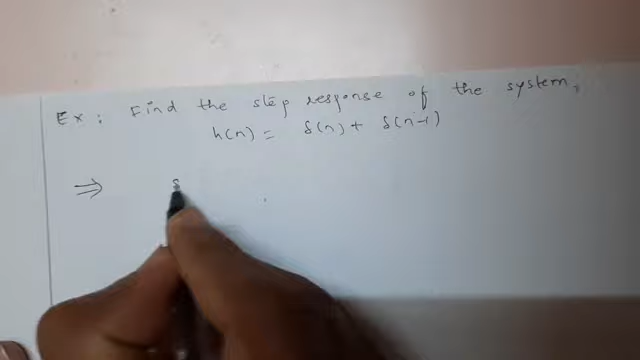 Ex: Find the step response of the system;
h(n) = δ(n) + δ(n-1)
⇒ s